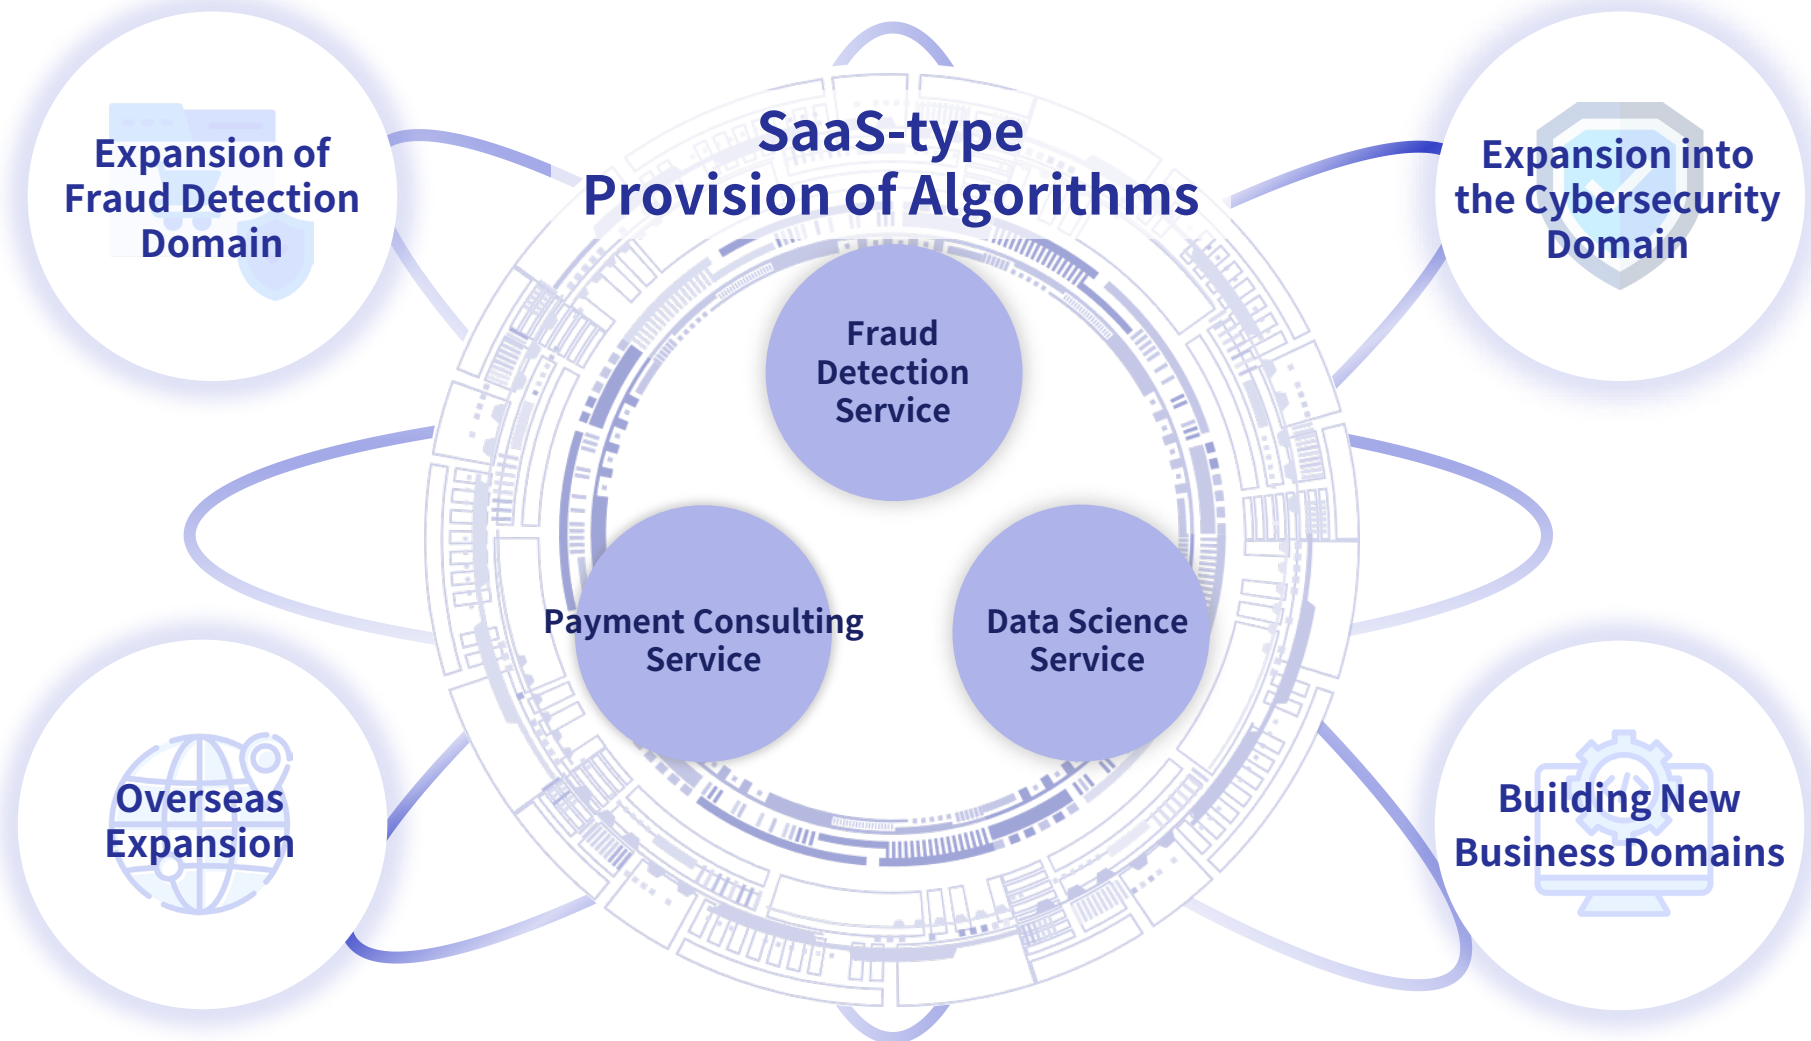 SaaS-type
Provision of Algorithms
Expansion of
Fraud Detection
Domain
Expansion into
the Cybersecurity
Domain
Fraud
Detection
Service
Payment Consulting
Service
Data Science
Service
Overseas
Expansion
Building New
Business Domains